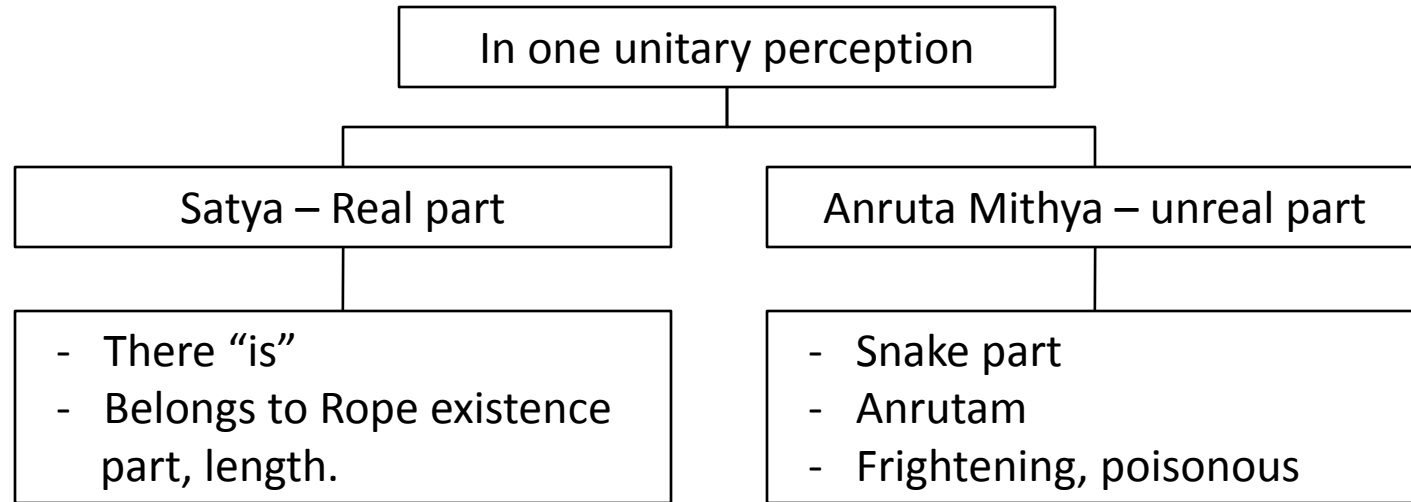 In one unitary perception
Satya – Real part
Anruta Mithya – unreal part
- There “is”
- Belongs to Rope existence
part, length.
- Snake part
- Anrutam
- Frightening, poisonous